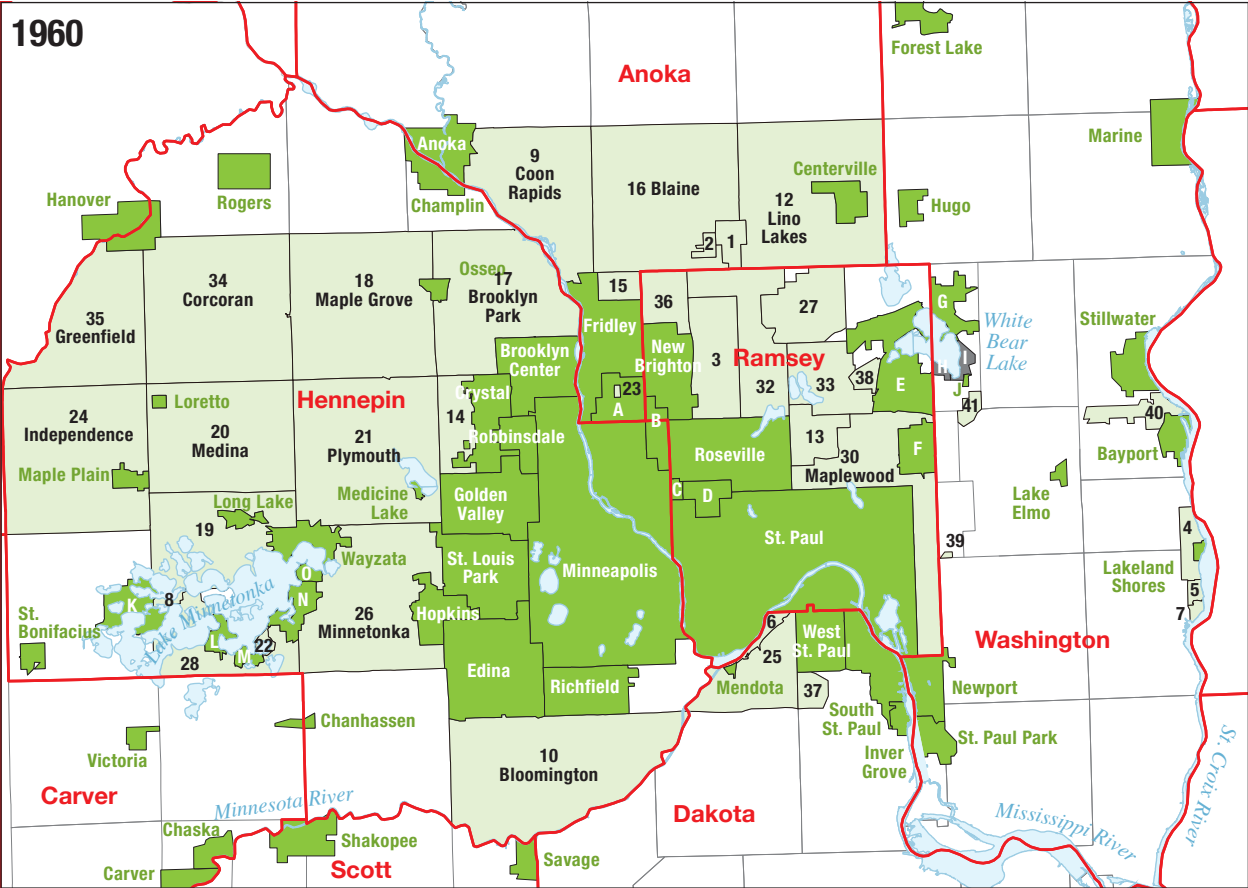 1960
Forest Lake
Anoka
Marine
Anoka
9
Coon
Rapids
16 Blaine
Centerville
12
Lino
Lakes
Hugo
Hanover
Rogers
Champlin
2
1
34
Corcoran
18
Maple Grove
Osseo
17
Brooklyn
Park
15
36
27
G
White
Bear
Lake
Stillwater
35
Greenfield
Fridley
Brooklyn
Center
New
Brighton
3
Ramsey
32
33
38
E
H
I
J
41
40
Crystal
23
A
B
Hennepin
14
Robbinsdale
24
Independence
Loretto
20
Medina
21
Plymouth
Roseville
13
30
Maplewood
F
Bayport
Maple Plain
Medicine
Lake
Golden
Valley
C
D
Lake
Elmo
Long Lake
19
Wayzata
St. Louis
Park
Minneapolis
St. Paul
39
4
Lakeland
Shores
5
7
O
N
K
8
Lake Minnetonka
L
M
22
28
St.
Bonifacius
26
Minnetonka
Hopkins
Edina
Richfield
6
25
West
St. Paul
Mendota
37
Washington
Newport
South
St. Paul
Inver
Grove
St. Paul Park
Chanhassen
Victoria
10
Bloomington
Carver
Minnesota River
Dakota
Mississippi River
St. Croix River
Chaska
Shakopee
Carver
Scott
Savage